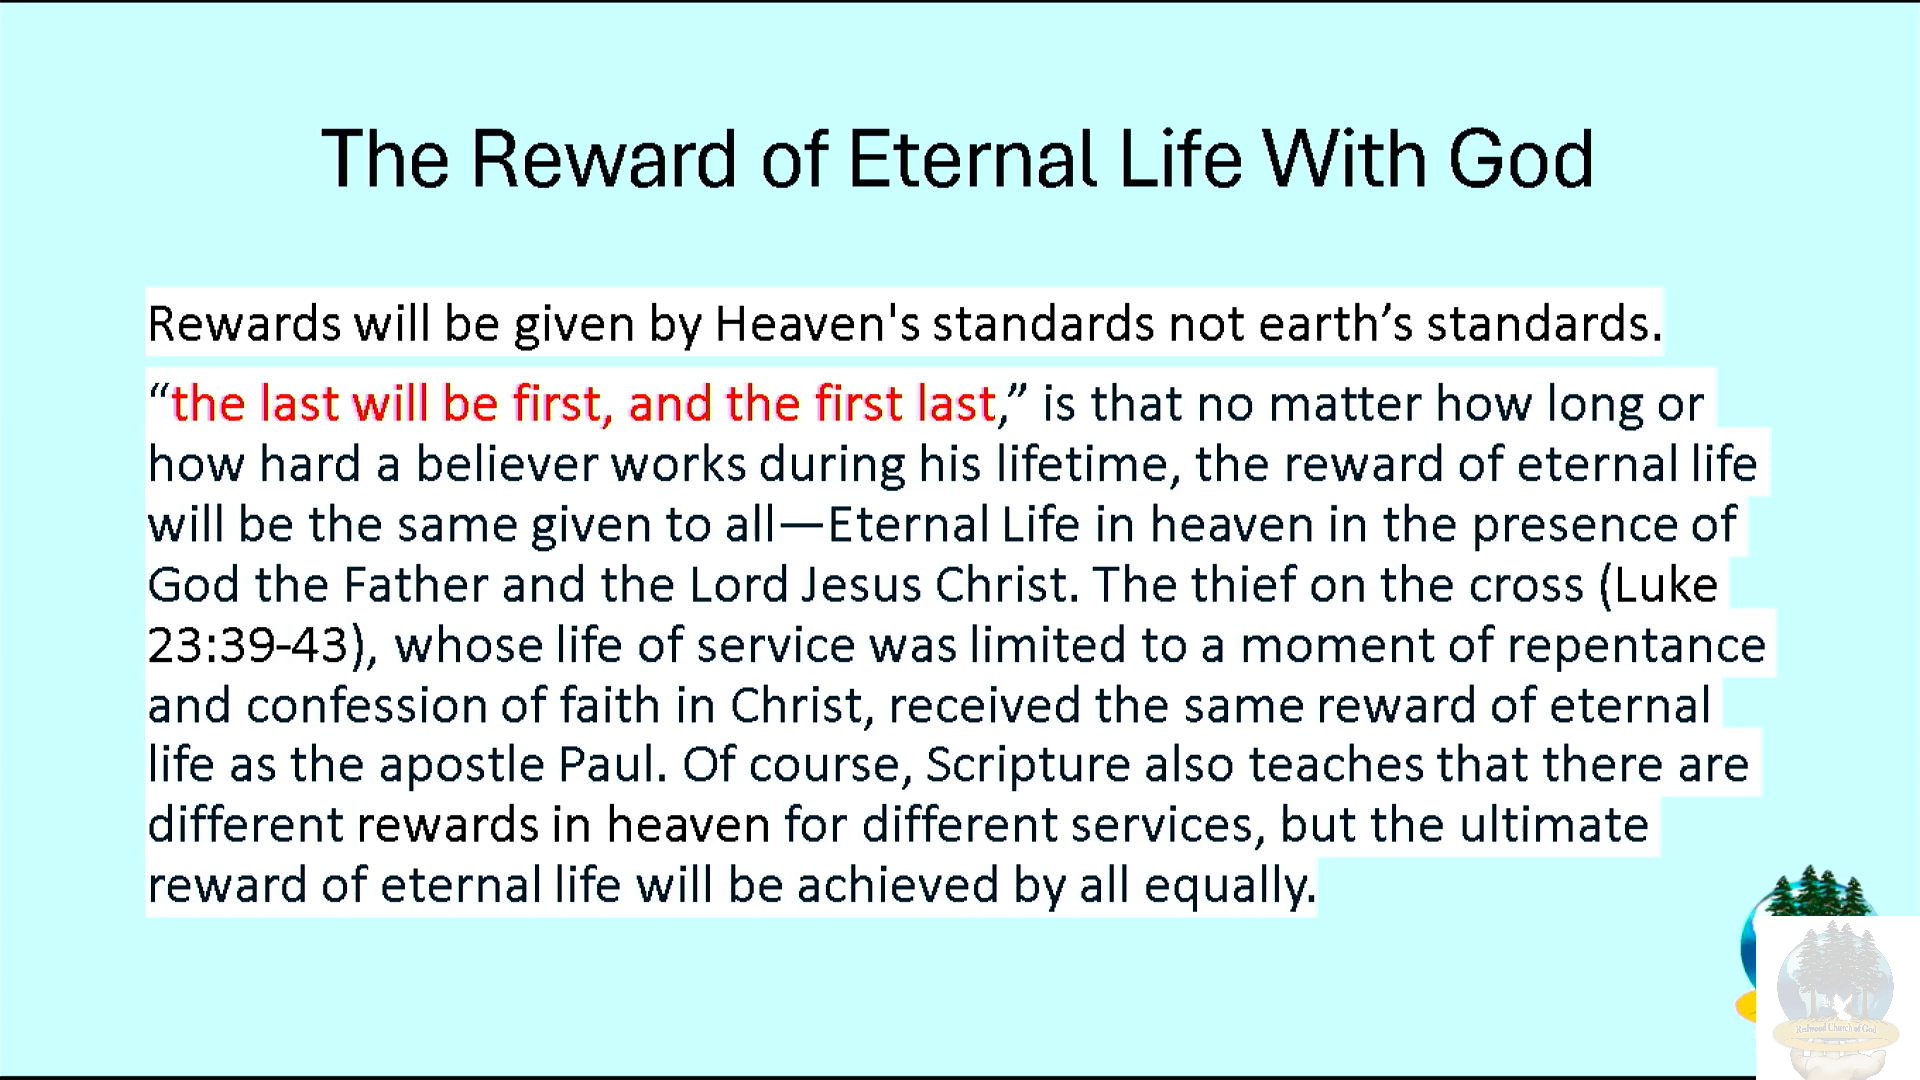 The Reward of Eternal Life With God
Rewards will be given by Heaven's standards not earth’s standards.
“the last will be first, and the first last,” is that no matter how long or
how hard a believer works during his lifetime, the reward of eternal life
will be the same given to all—Eternal Life in heaven in the presence of
God the Father and the Lord Jesus Christ. The thief on the cross (Luke
23:39-43), whose life of service was limited to a moment of repentance
and confession of faith in Christ, received the same reward of eternal
life as the apostle Paul. Of course, Scripture also teaches that there are
different rewards in heaven for different services, but the ultimate
reward of eternal life will be achieved by all equally.
Redwood Church of God